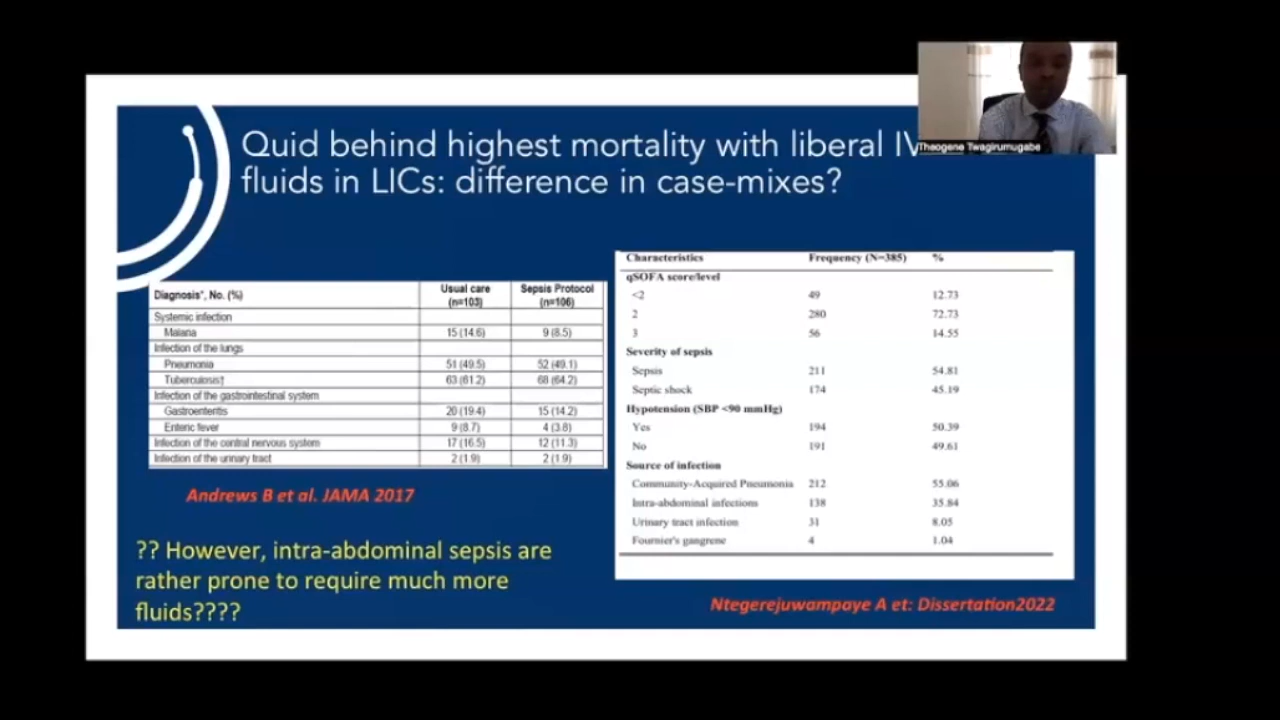 Quid behind highest mortality with liberal IV
fluids in LICs: difference in case-mixes?
Theogene Twagirumugabe
Diagnosis*, No. (%) Usual care (n=103) Sepsis Protocol (n=106)
Systemic infection
Malaria 15 (14.6) 9 (8.5)
Infection of the lungs
Pneumonia 51 (49.5) 52 (49.1)
Tuberculosis† 63 (61.2) 68 (64.2)
Infection of the gastrointestinal system
Gastroenteritis 20 (19.4) 15 (14.2)
Enteric fever 9 (8.7) 4 (3.8)
Infection of the central nervous system 17 (16.5) 12 (11.3)
Infection of the urinary tract 2 (1.9) 2 (1.9)
Andrews B et al. JAMA 2017
?? However, intra-abdominal sepsis are
rather prone to require much more
fluids????
Characteristics Frequency (N=385) %
qSOFA score/level
<2 49 12.73
2 280 72.73
3 56 14.55
Severity of sepsis
Sepsis 211 54.81
Septic shock 174 45.19
Hypotension (SBP <90 mmHg)
Yes 194 50.39
No 191 49.61
Source of infection
Community-Acquired Pneumonia 212 55.06
Intra-abdominal infections 138 35.84
Urinary tract infection 31 8.05
Fournier's gangrene 4 1.04
Ntegerejuwampaye A et: Dissertation2022